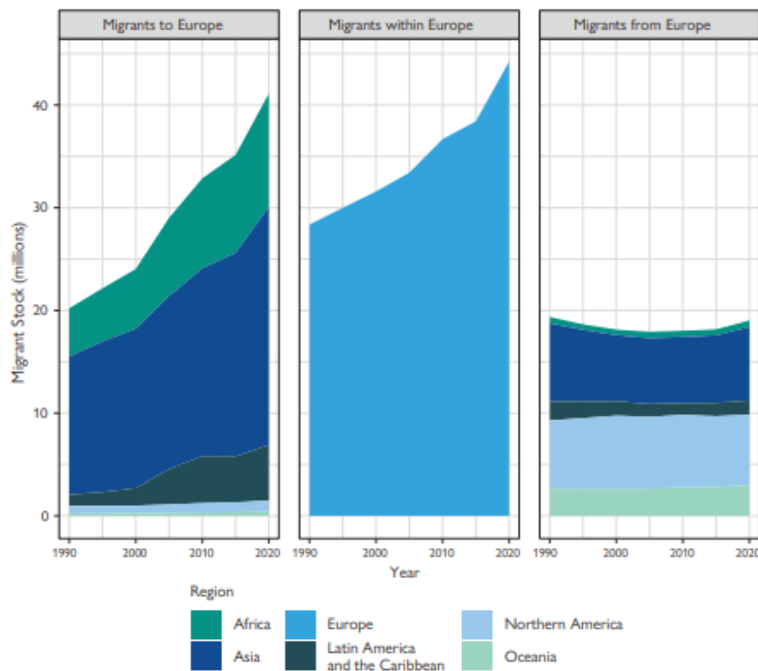 Migrants to Europe
Migrants within Europe
Migrants from Europe
Migrant Stock (millions)
40
30
20
10
0
1990
2000
2010
2020
1990
2000
2010
2020
1990
2000
2010
2020
Year
Region
Africa
Europe
Northern America
Asia
Latin America
and the Caribbean
Oceania